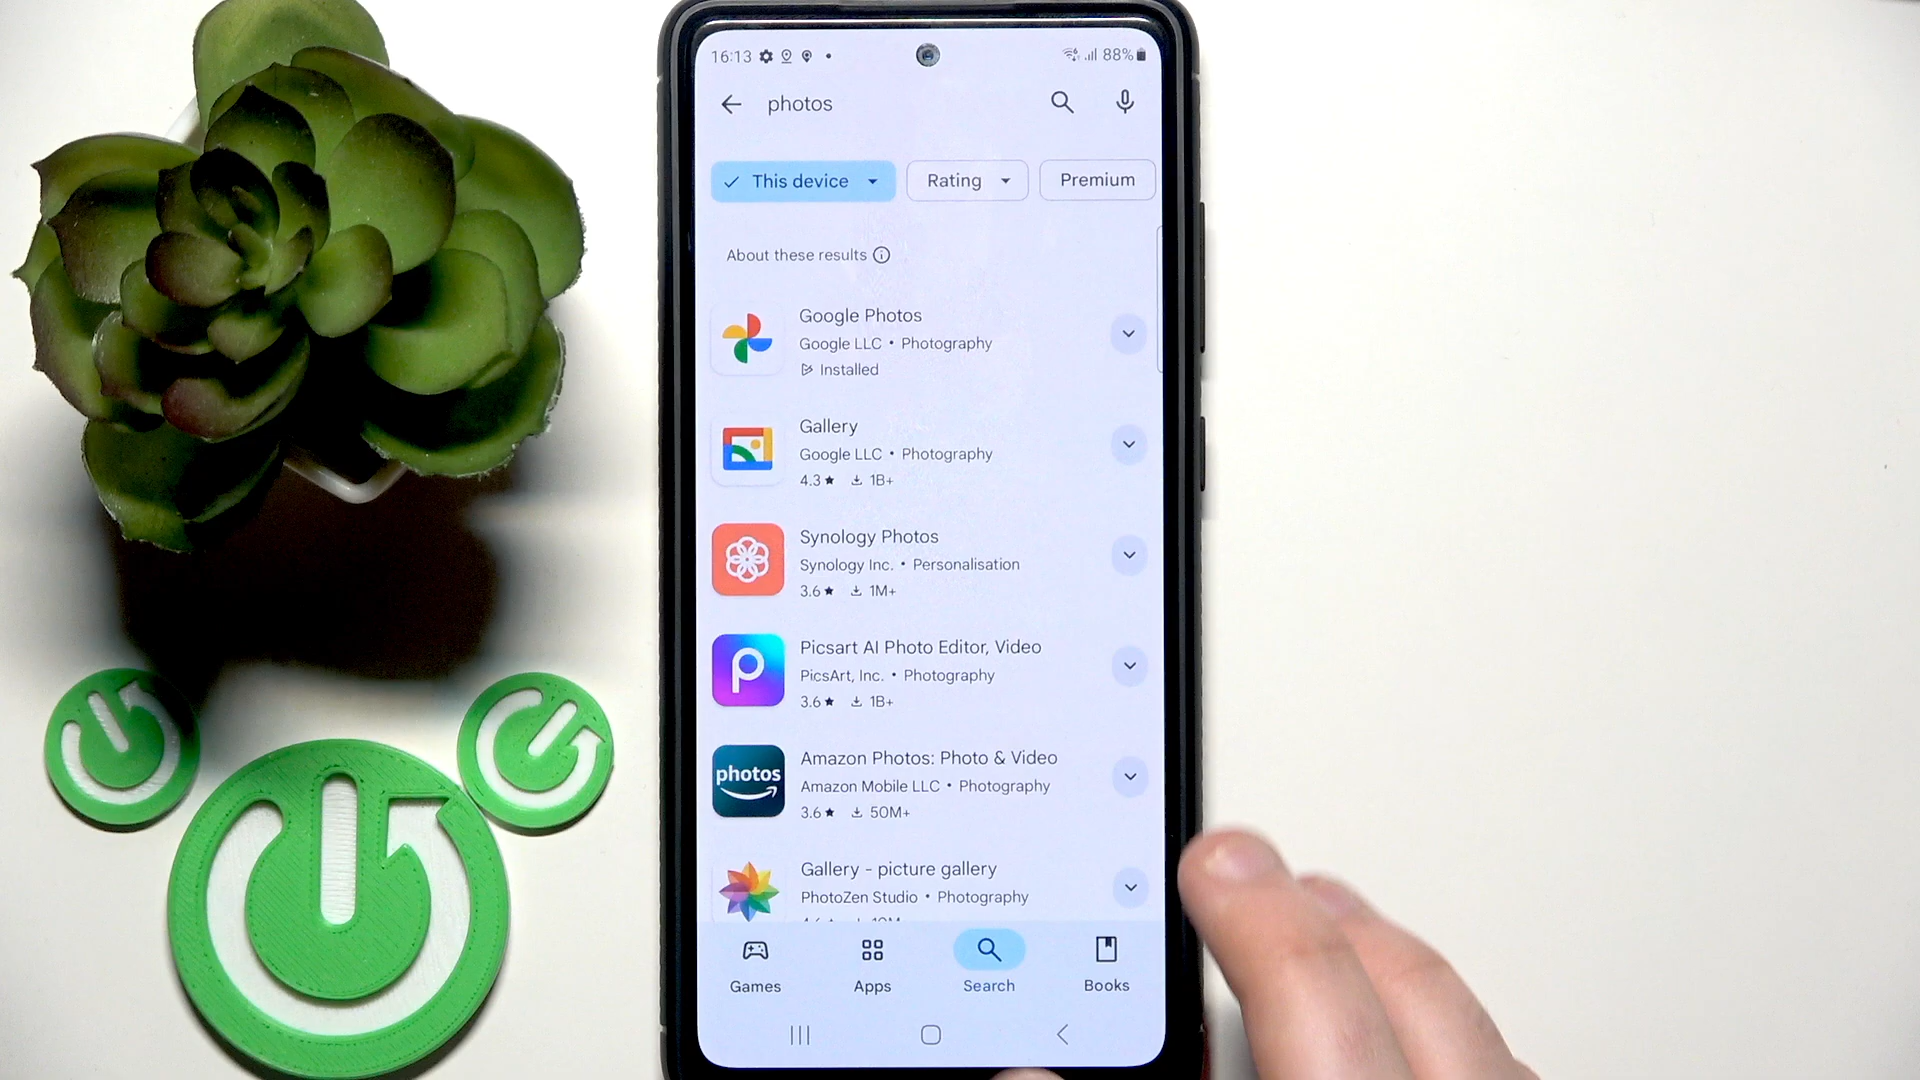 16:13 88%
photos
This device Rating Premium
About these results
Google Photos
Google LLC • Photography
Installed
Gallery
Google LLC • Photography
4.3★ 1B+
Synology Photos
Synology Inc. • Personalisation
3.6★ 1M+
Picsart AI Photo Editor, Video
PicsArt, Inc. • Photography
3.6★ 1B+
photos
Amazon Photos: Photo & Video
Amazon Mobile LLC • Photography
3.6★ 50M+
Gallery - picture gallery
PhotoZen Studio • Photography
Games Apps Search Books